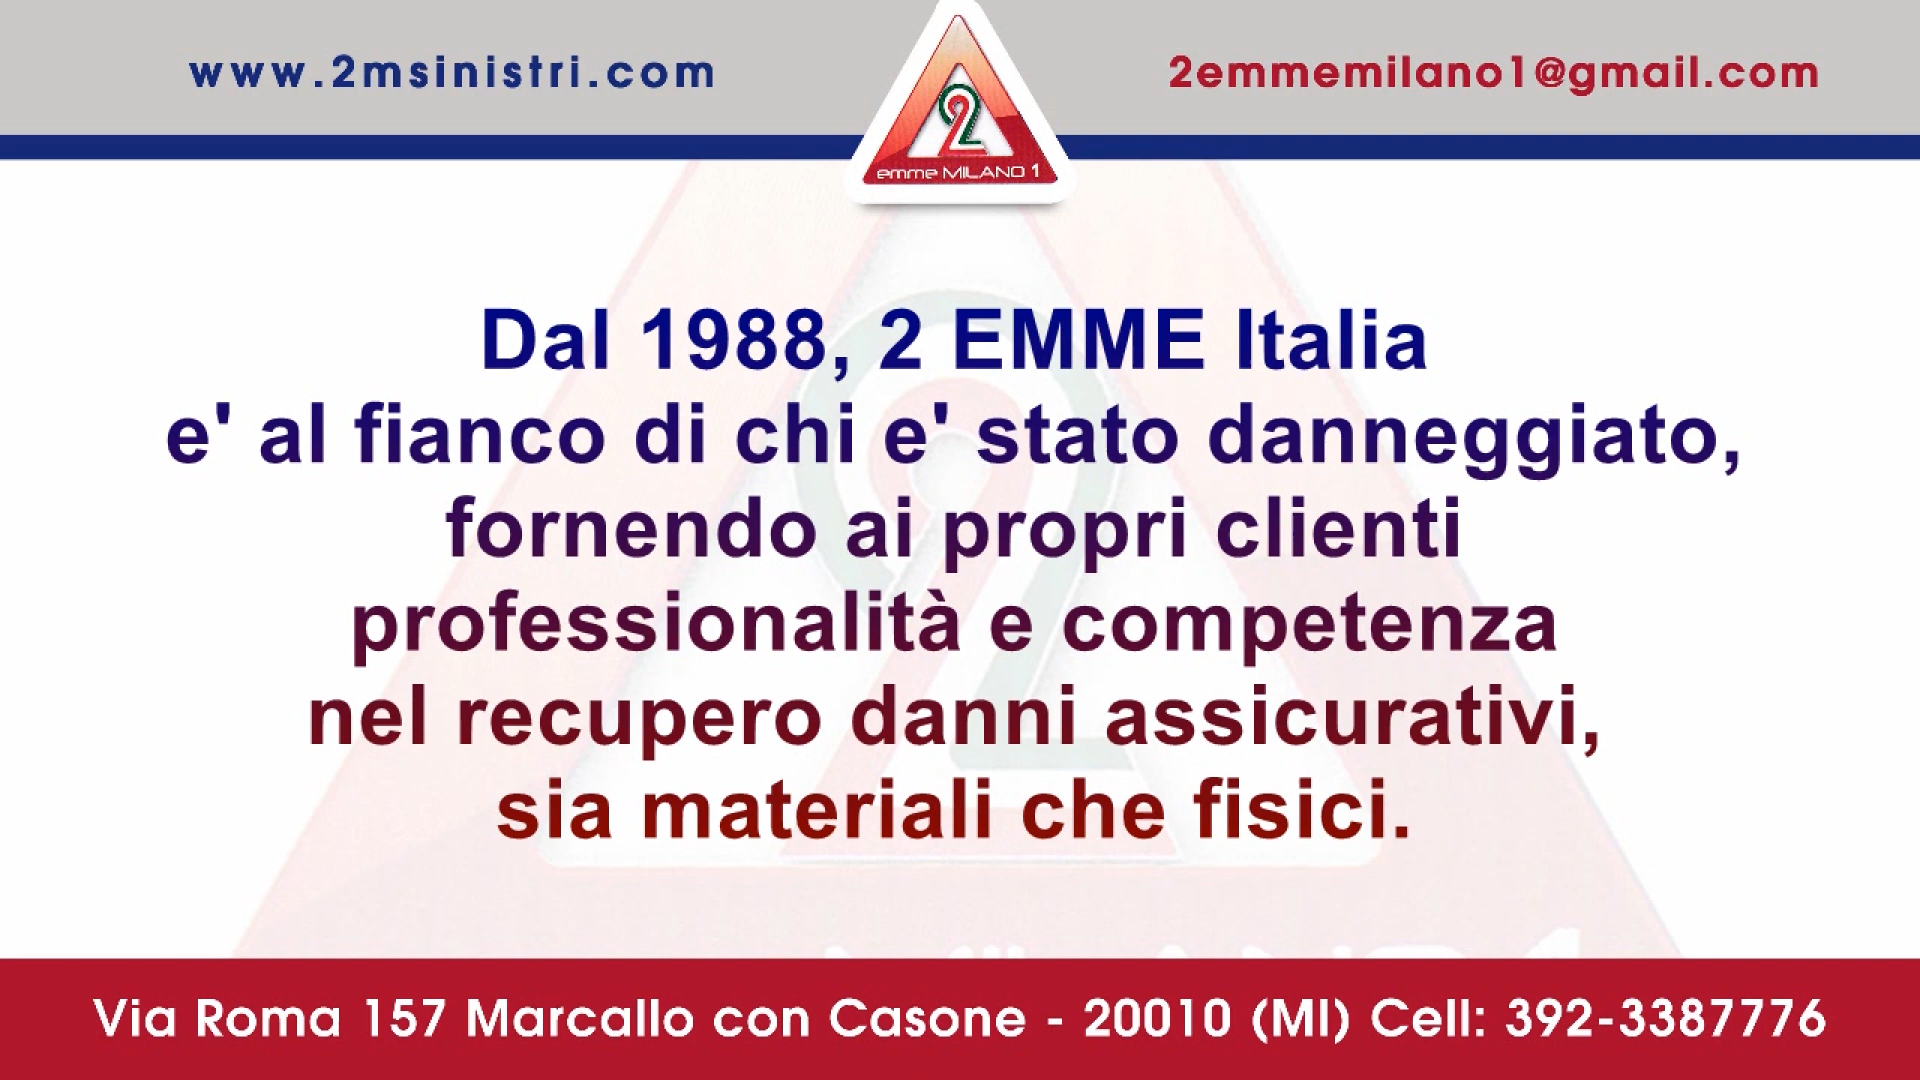 www.2msinistri.com
2emmemilano1@gmail.com
2
emme MILANO 1
Dal 1988, 2 EMME Italia
e' al fianco di chi e' stato danneggiato,
fornendo ai propri clienti
professionalità e competenza
nel recupero danni assicurativi,
sia materiali che fisici.
Via Roma 157 Marcallo con Casone - 20010 (MI) Cell: 392-3387776